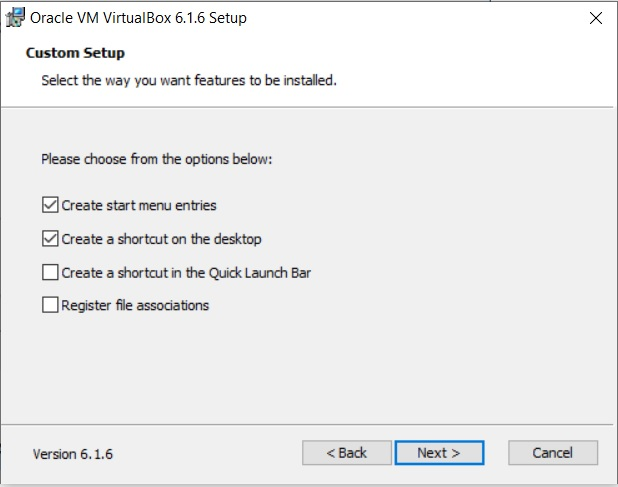 Oracle VM VirtualBox 6.1.6 Setup
Custom Setup
Select the way you want features to be installed.
Please choose from the options below:
Create start menu entries
Create a shortcut on the desktop
Create a shortcut in the Quick Launch Bar
Register file associations
Version 6.1.6
< Back
Next >
Cancel